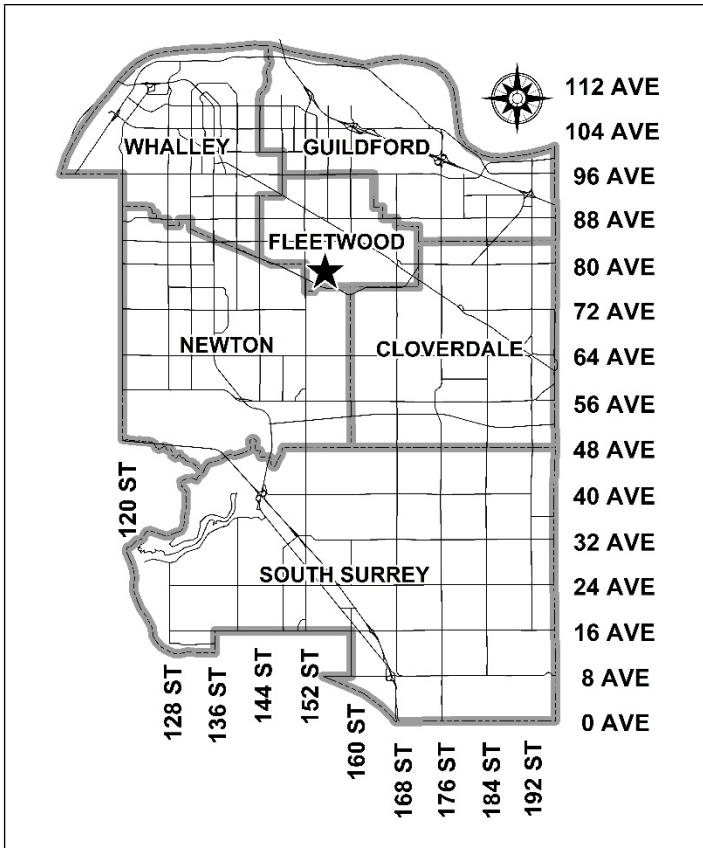 112 AVE
104 AVE
WHALLEY
GUILDFORD
96 AVE
88 AVE
FLEETWOOD
80 AVE
72 AVE
NEWTON
CLOVERDALE
64 AVE
56 AVE
48 AVE
120 ST
40 AVE
32 AVE
SOUTH SURREY
24 AVE
16 AVE
128 ST
136 ST
144 ST
152 ST
160 ST
168 ST
176 ST
184 ST
192 ST
8 AVE
0 AVE